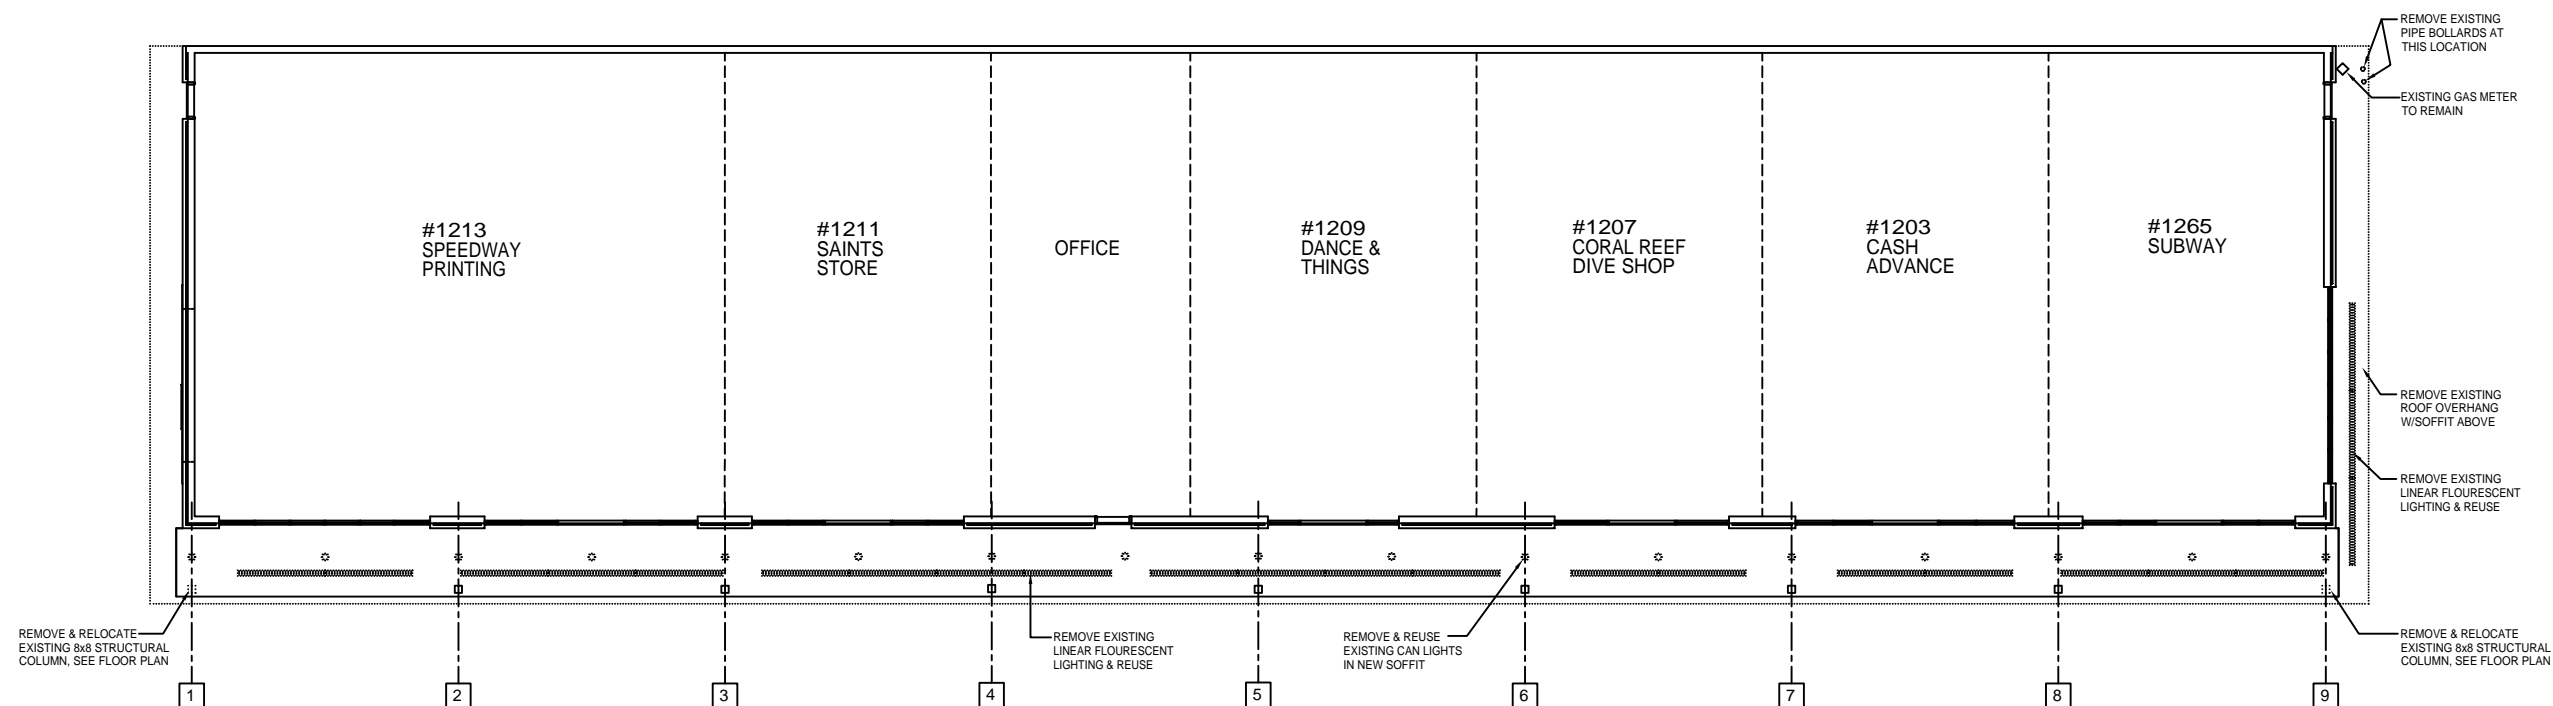 REMOVE EXISTING
PIPE BOLLARDS AT
THIS LOCATION
EXISTING GAS METER
TO REMAIN
#1213
SPEEDWAY
PRINTING
#1211
SAINTS
STORE
OFFICE
#1209
DANCE &
THINGS
#1207
CORAL REEF
DIVE SHOP
#1203
CASH
ADVANCE
#1265
SUBWAY
REMOVE EXISTING
ROOF OVERHANG
W/SOFFIT ABOVE
REMOVE EXISTING
LINEAR FLOURESCENT
LIGHTING & REUSE
REMOVE & RELOCATE
EXISTING 8x8 STRUCTURAL
COLUMN, SEE FLOOR PLAN
REMOVE EXISTING
LINEAR FLOURESCENT
LIGHTING & REUSE
REMOVE & REUSE
EXISTING CAN LIGHTS
IN NEW SOFFIT
REMOVE & RELOCATE
EXISTING 8x8 STRUCTURAL
COLUMN, SEE FLOOR PLAN
1
2
3
4
5
6
7
8
9